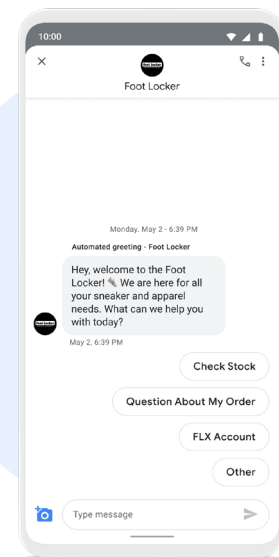 10:00
Foot Locker
Monday, May 2 - 6:39 PM
Automated greeting - Foot Locker
Hey, welcome to the Foot
Locker! We are here for all
your sneaker and apparel
needs. What can we help you
with today?
May 2, 6:39 PM
Check Stock
Question About My Order
FLX Account
Other
Type message